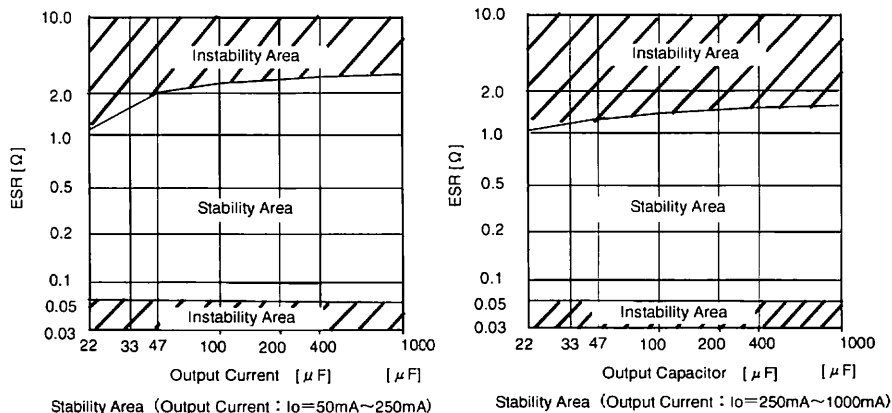 10.0
Instability Area
2.0
1.0
ESR [Ω]
0.5
Stability Area
0.2
0.1
0.05
Instability Area
0.03
22 33 47 100 200 400 1000
Output Current [μF] [μF]
Stability Area (Output Current : Io=50mA~250mA)
10.0
Instability Area
2.0
1.0
ESR [Ω]
0.5
Stability Area
0.2
0.1
0.05
Instability Area
0.03
22 33 47 100 200 400 1000
Output Capacitor [μF] [μF]
Stability Area (Output Current : Io=250mA~1000mA)